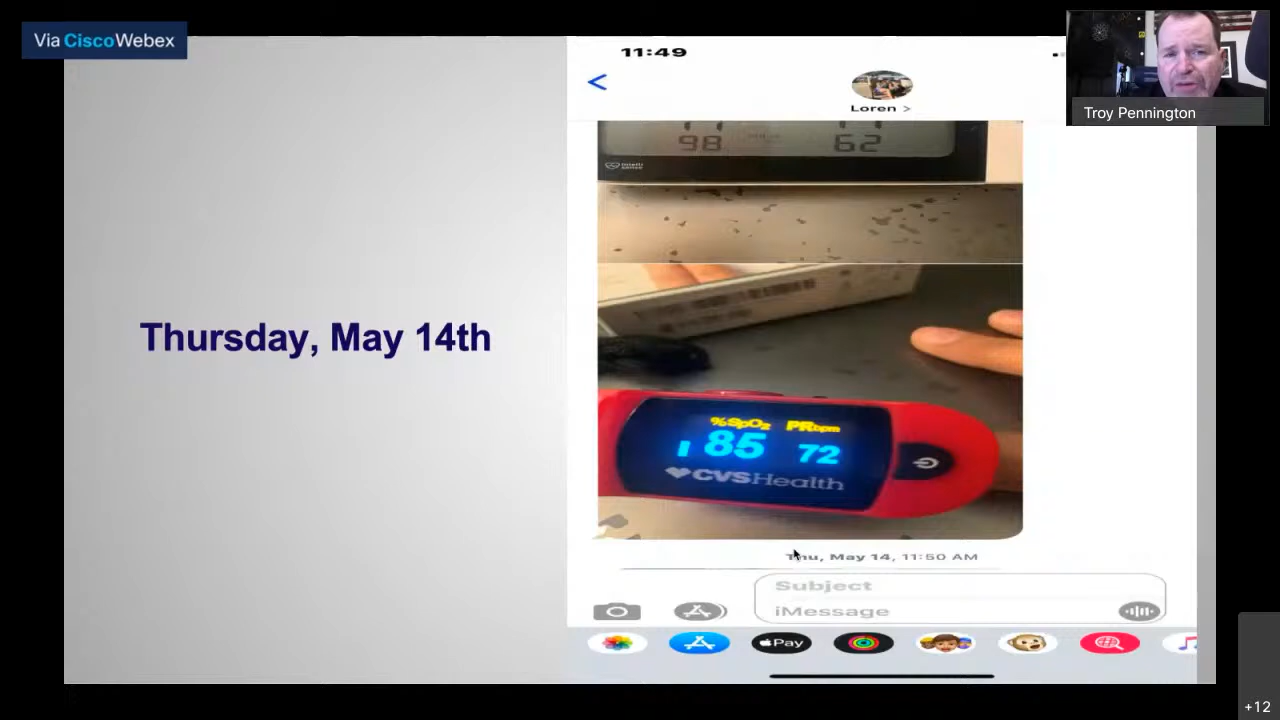 Via CiscoWebex
11:49
Loren >
Troy Pennington
98 62
Thursday, May 14th
%SpO2 PRbpm
85 72
CVSHealth
Thu, May 14, 11:50 AM
Subject
iMessage
Pay
+12